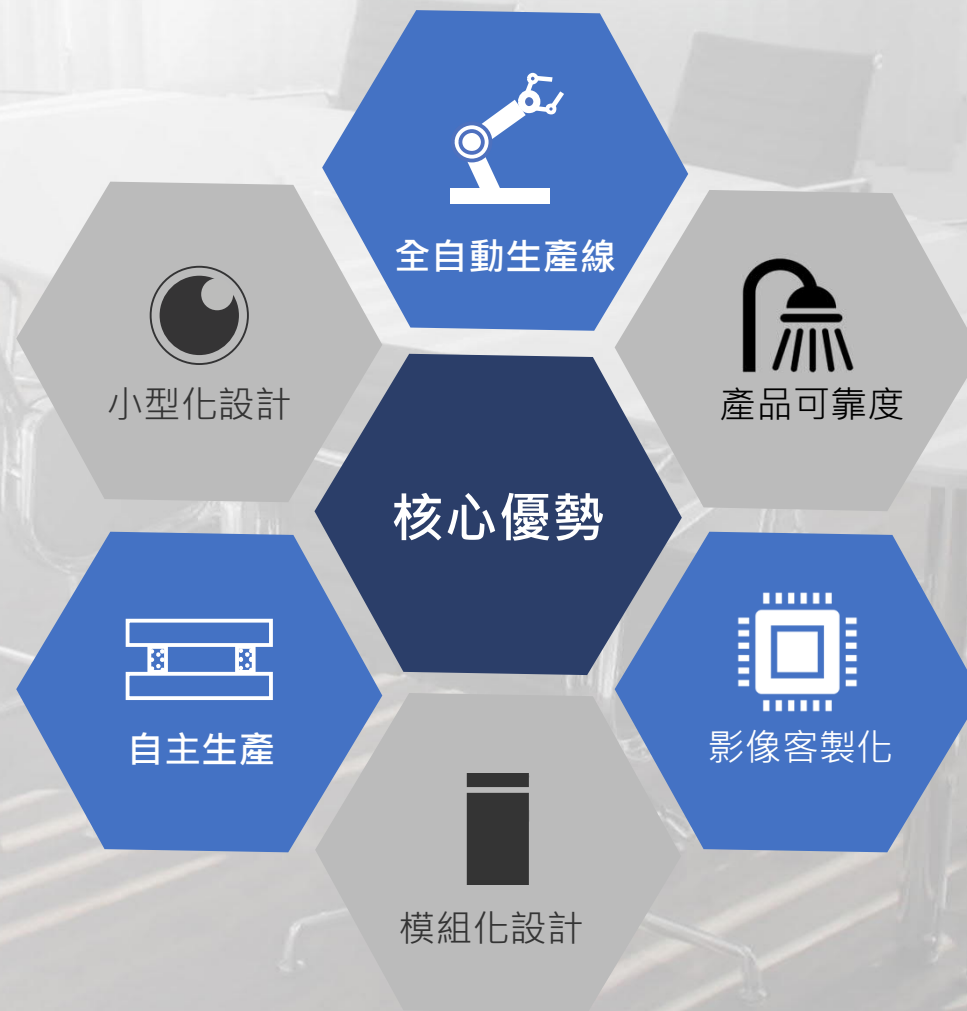 全自動生產線
小型化設計
產品可靠度
核心優勢
自主生產
影像客製化
模組化設計